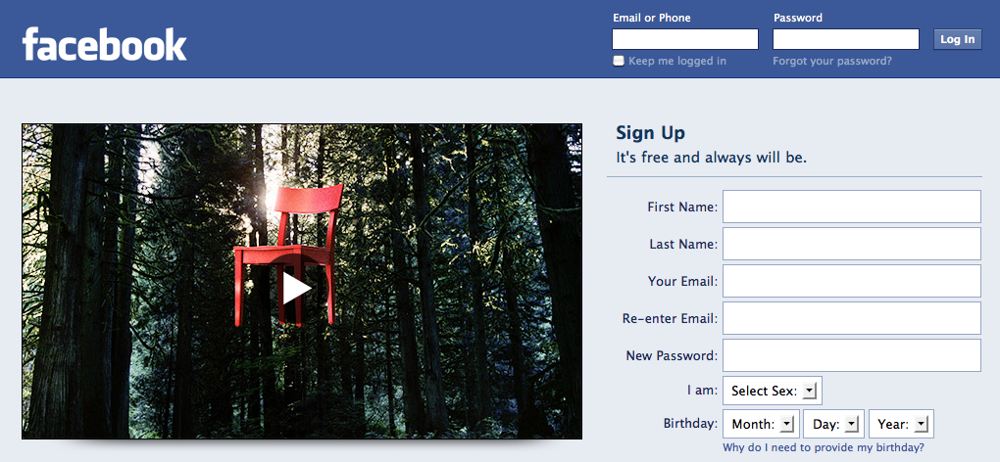 facebook
Email or Phone
Password
Log In
Keep me logged in
Forgot your password?
Sign Up
It's free and always will be.
First Name:
Last Name:
Your Email:
Re-enter Email:
New Password:
I am: Select Sex:
Birthday: Month: Day: Year:
Why do I need to provide my birthday?